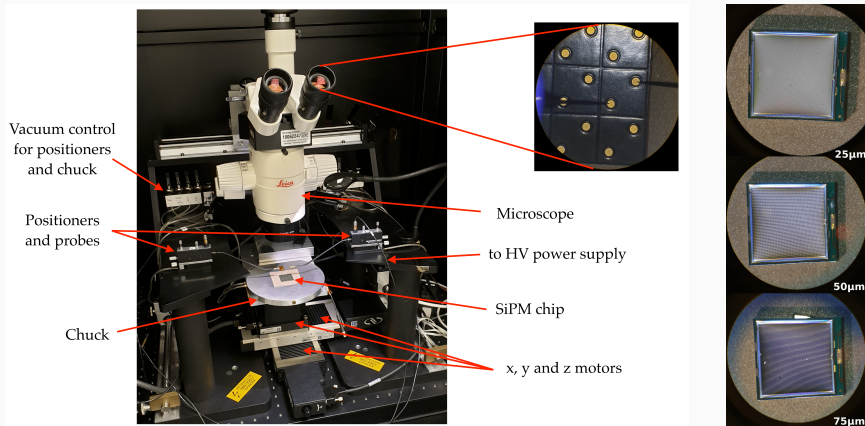 Vacuum control
for positioners
and chuck
Positioners
and probes
Chuck
Leica
Microscope
to HV power supply
SiPM chip
x, y and z motors
25μm
50μm
75μm